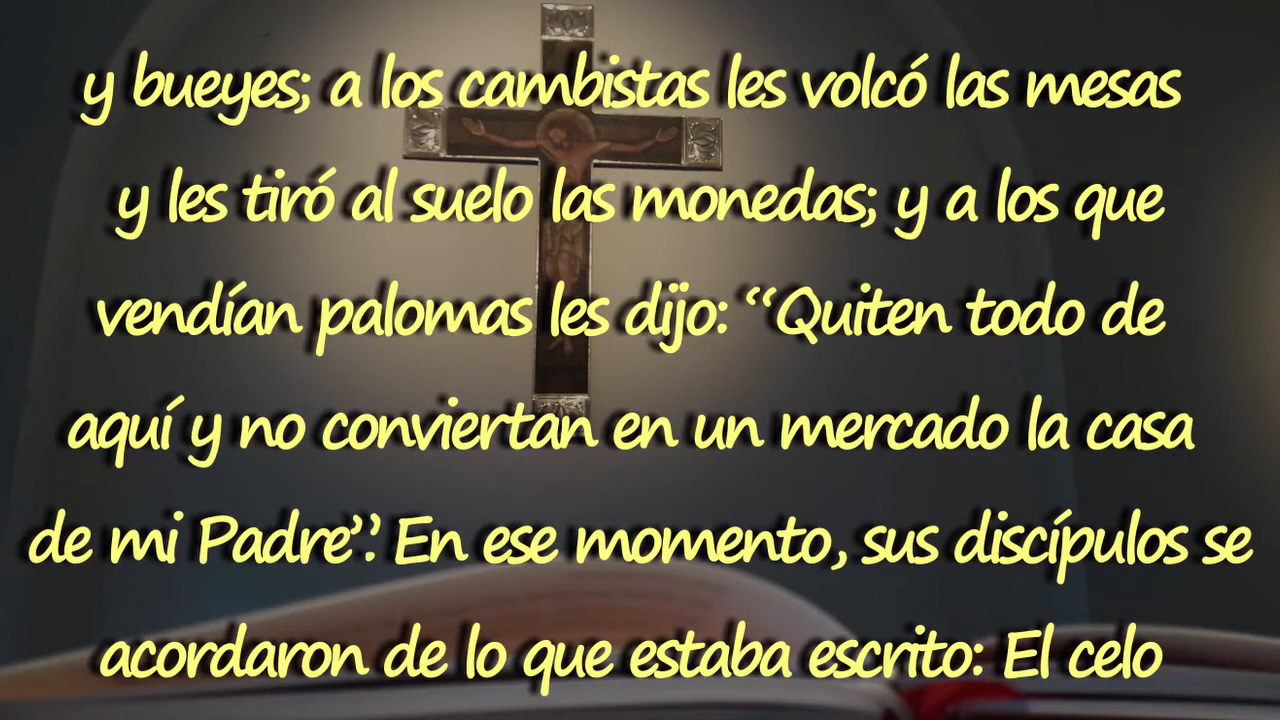 y bueyes; a los cambistas les volcó las mesas
y les tiró al suelo las monedas; y a los que
vendían palomas les dijo: “Quiten todo de
aquí y no conviertan en un mercado la casa
de mi Padre”. En ese momento, sus discípulos se
acordaron de lo que estaba escrito: El celo